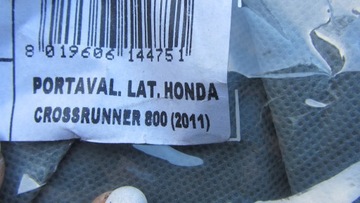 8 019606 144751
PORTAVAL. LAT. HONDA
CROSSRUNNER 800 (2011)